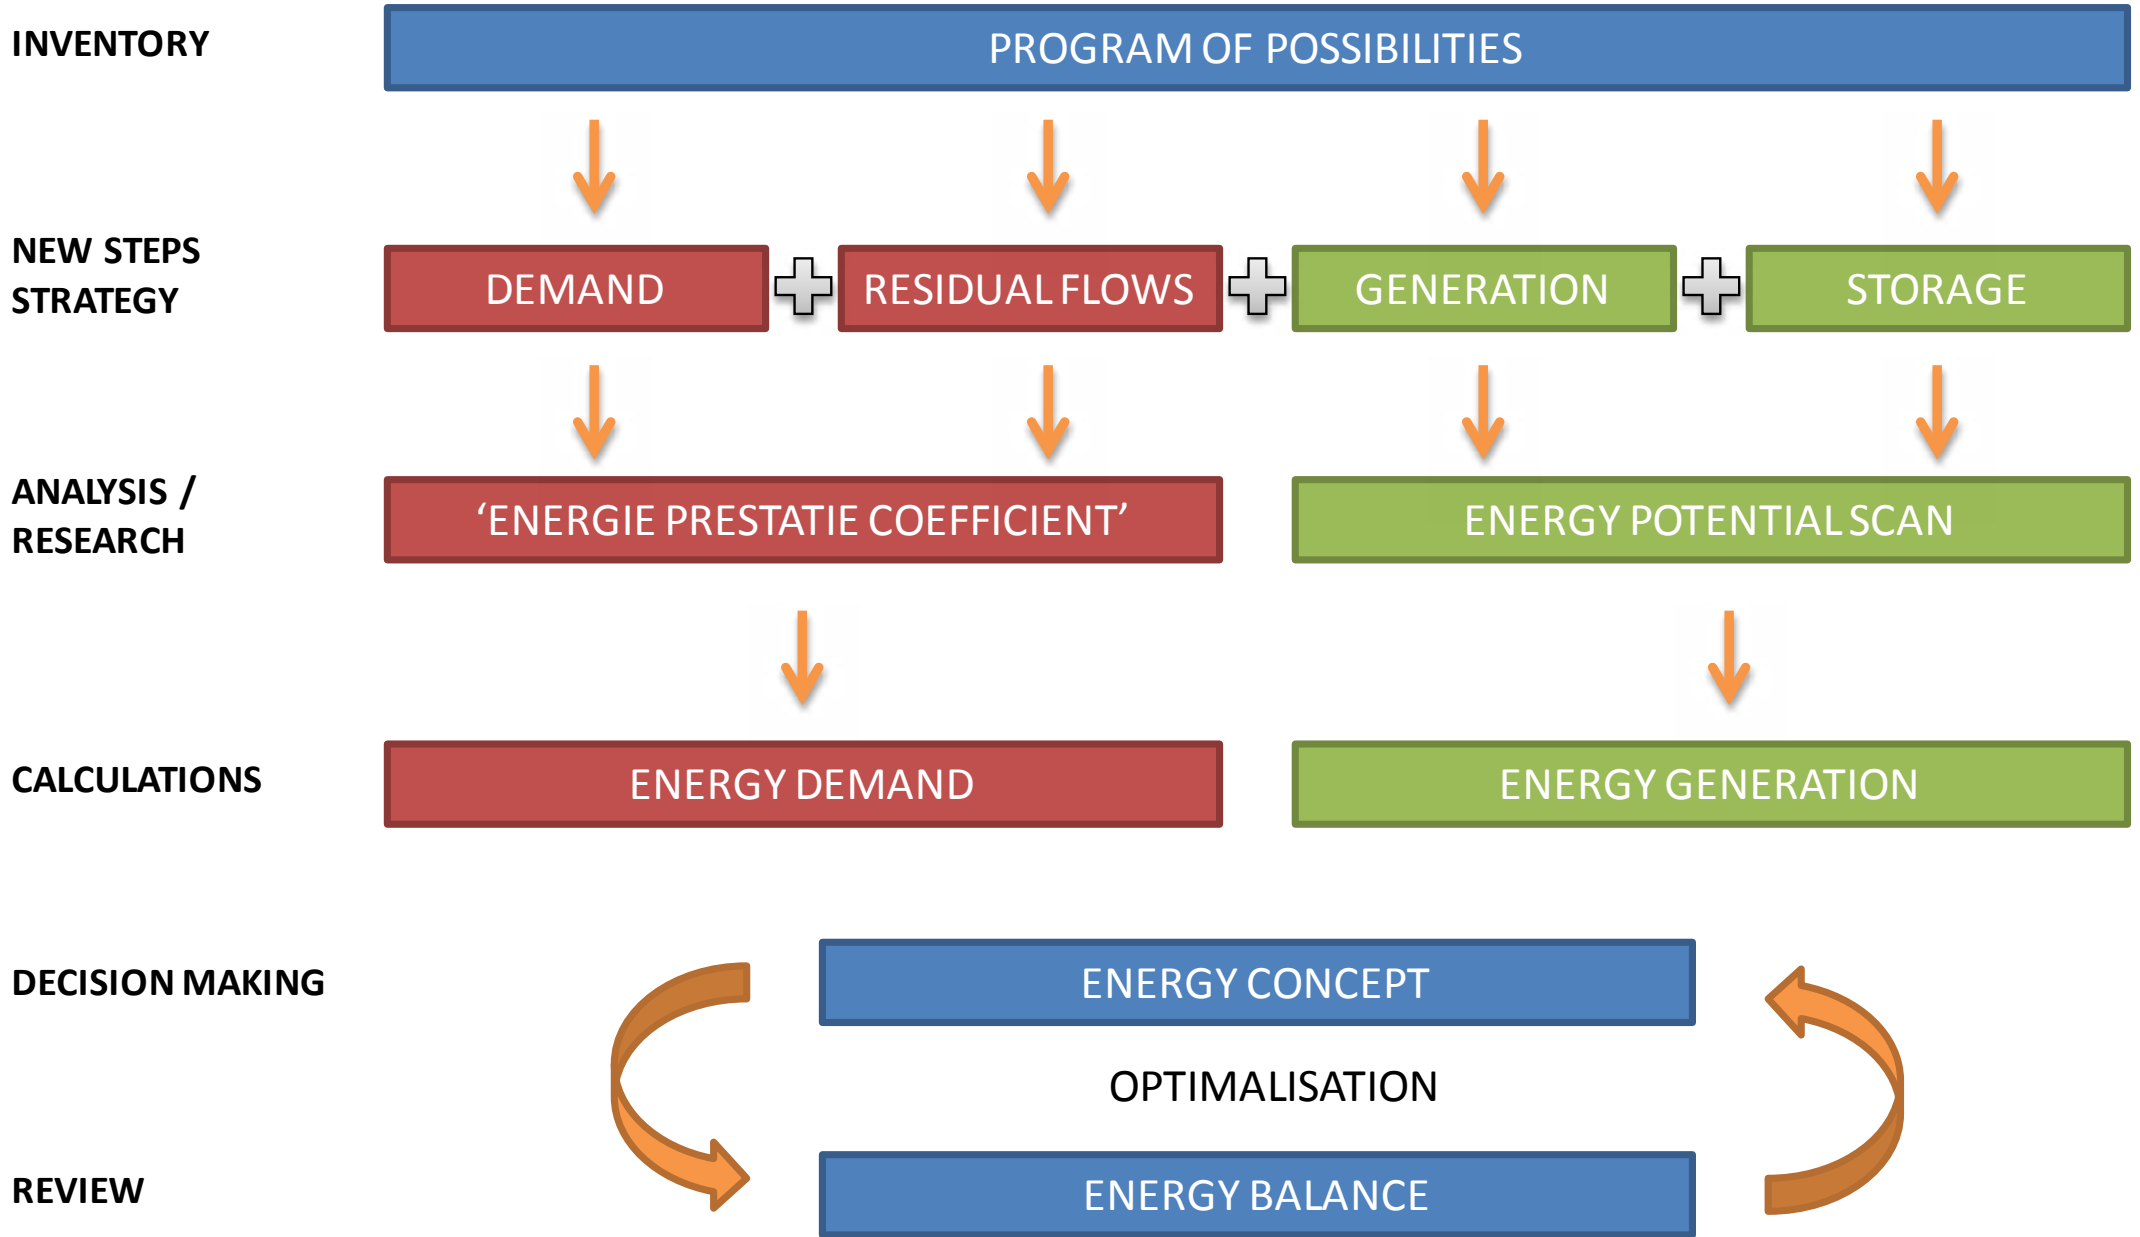 INVENTORY
PROGRAM OF POSSIBILITIES
NEW STEPS
STRATEGY
DEMAND
RESIDUAL FLOWS
GENERATION
STORAGE
ANALYSIS /
RESEARCH
‘ENERGIE PRESTATIE COEFFICIENT’
ENERGY POTENTIAL SCAN
CALCULATIONS
ENERGY DEMAND
ENERGY GENERATION
DECISION MAKING
ENERGY CONCEPT
OPTIMALISATION
REVIEW
ENERGY BALANCE